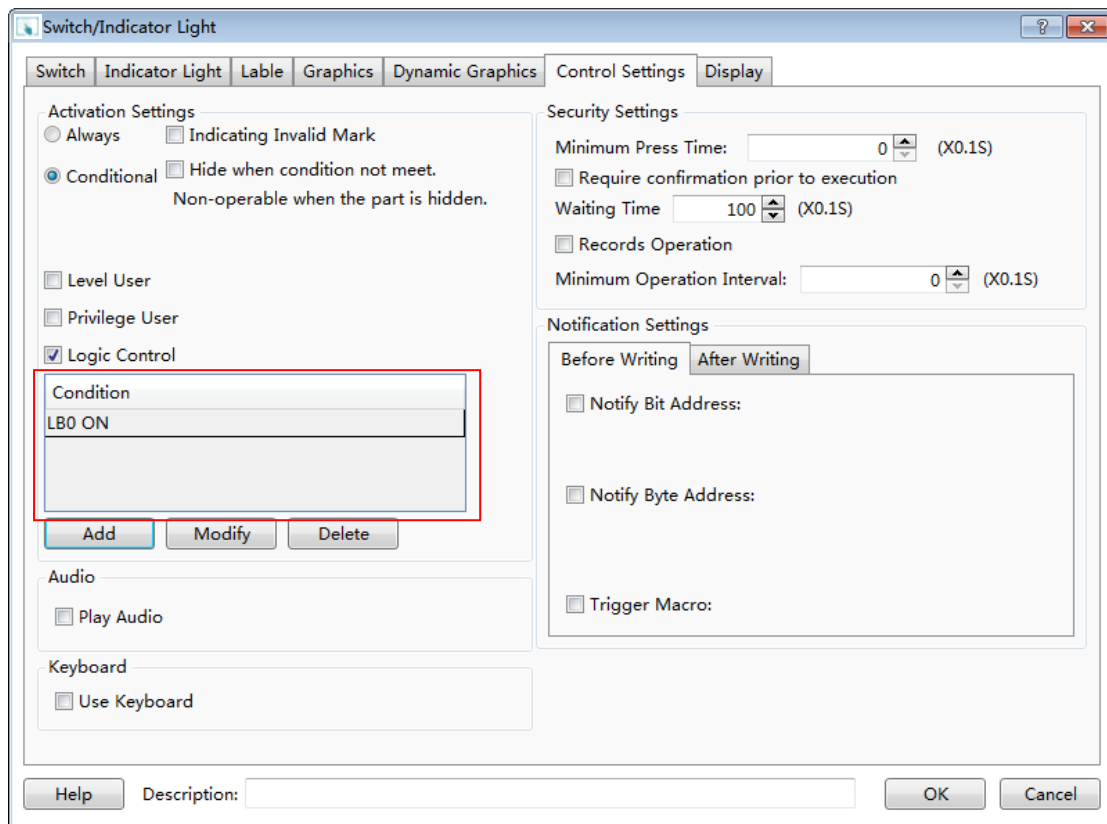 Switch/Indicator Light
Switch Indicator Light Lable Graphics Dynamic Graphics Control Settings Display
Activation Settings
Always Indicating Invalid Mark
Conditional Hide when condition not meet.
Non-operable when the part is hidden.
Level User
Privilege User
Logic Control
Condition
LB0 ON
Add Modify Delete
Audio
Play Audio
Keyboard
Use Keyboard
Security Settings
Minimum Press Time: 0 (X0.1S)
Require confirmation prior to execution
Waiting Time 100 (X0.1S)
Records Operation
Minimum Operation Interval: 0 (X0.1S)
Notification Settings
Before Writing After Writing
Notify Bit Address:
Notify Byte Address:
Trigger Macro:
Help Description: OK Cancel